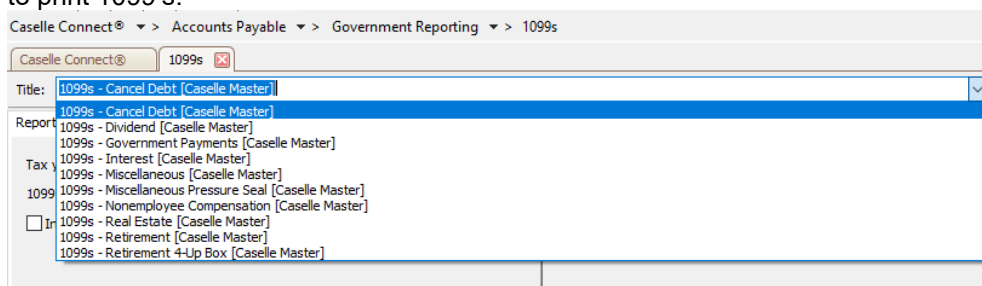 to print 1099's.
Caselle Connect® > Accounts Payable > Government Reporting > 1099s
Caselle Connect® 1099s
Title: 1099s - Cancel Debt [Caselle Master]
1099s - Cancel Debt [Caselle Master]
Report
1099s - Dividend [Caselle Master]
1099s - Government Payments [Caselle Master]
Tax y
1099s - Interest [Caselle Master]
1099s - Miscellaneous [Caselle Master]
1099
1099s - Miscellaneous Pressure Seal [Caselle Master]
1099s - Nonemployee Compensation [Caselle Master]
In
1099s - Real Estate [Caselle Master]
1099s - Retirement [Caselle Master]
1099s - Retirement 4-Up Box [Caselle Master]